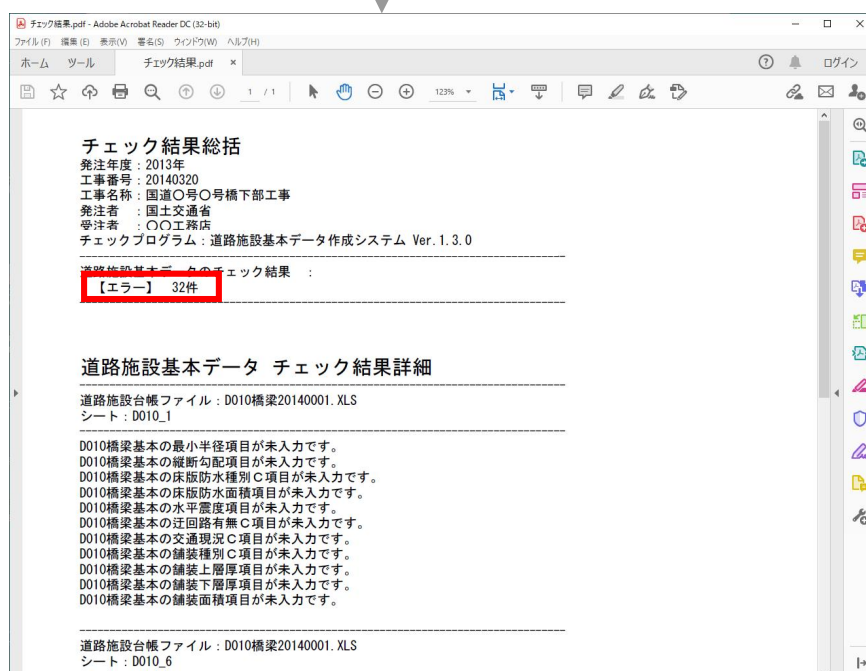 チェック結果.pdf - Adobe Acrobat Reader DC (32-bit)
ファイル(F) 編集(E) 表示(V) 署名(S) ウィンドウ(W) ヘルプ(H)
ホーム ツール チェック結果.pdf × ログイン
1 / 1 123%
チェック結果総括
発注年度:2013年
工事番号:20140320
工事名称:国道〇号〇号橋下部工事
発注者 :国土交通省
受注者 :〇〇工務店
チェックプログラム:道路施設基本データ作成システム Ver.1.3.0
道路施設基本データのチェック結果 :
【エラー】 32件
道路施設基本データ チェック結果詳細
道路施設台帳ファイル:D010橋梁20140001.XLS
シート:D010_1
D010橋梁基本の最小半径項目が未入力です。
D010橋梁基本の縦断勾配項目が未入力です。
D010橋梁基本の床版防水種別C項目が未入力です。
D010橋梁基本の床版防水面積項目が未入力です。
D010橋梁基本の水平震度項目が未入力です。
D010橋梁基本の迂回路有無C項目が未入力です。
D010橋梁基本の交通現況C項目が未入力です。
D010橋梁基本の舗装種別C項目が未入力です。
D010橋梁基本の舗装上層厚項目が未入力です。
D010橋梁基本の舗装下層厚項目が未入力です。
D010橋梁基本の舗装面積項目が未入力です。
道路施設台帳ファイル:D010橋梁20140001.XLS
シート:D010_6